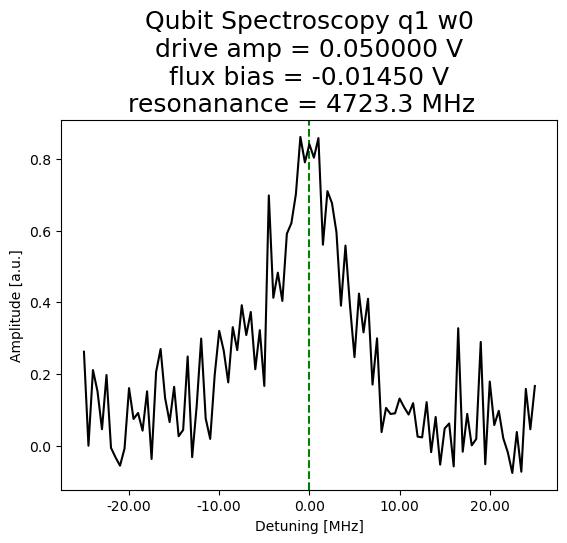 Qubit Spectroscopy q1 w0
drive amp = 0.050000 V
flux bias = -0.01450 V
resonanance = 4723.3 MHz
Amplitude [a.u.]
0.8
0.6
0.4
0.2
0.0
-20.00 -10.00 0.00 10.00 20.00
Detuning [MHz]